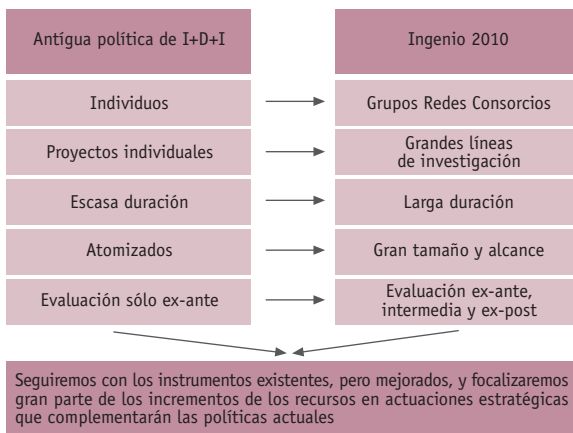 Antígua política de I+D+I
Ingenio 2010
Individuos
Grupos Redes Consorcios
Proyectos individuales
Grandes líneas
de investigación
Escasa duración
Larga duración
Atomizados
Gran tamaño y alcance
Evaluación sólo ex-ante
Evaluación ex-ante,
intermedia y ex-post
Seguiremos con los instrumentos existentes, pero mejorados, y focalizaremos
gran parte de los incrementos de los recursos en actuaciones estratégicas
que complementarán las políticas actuales